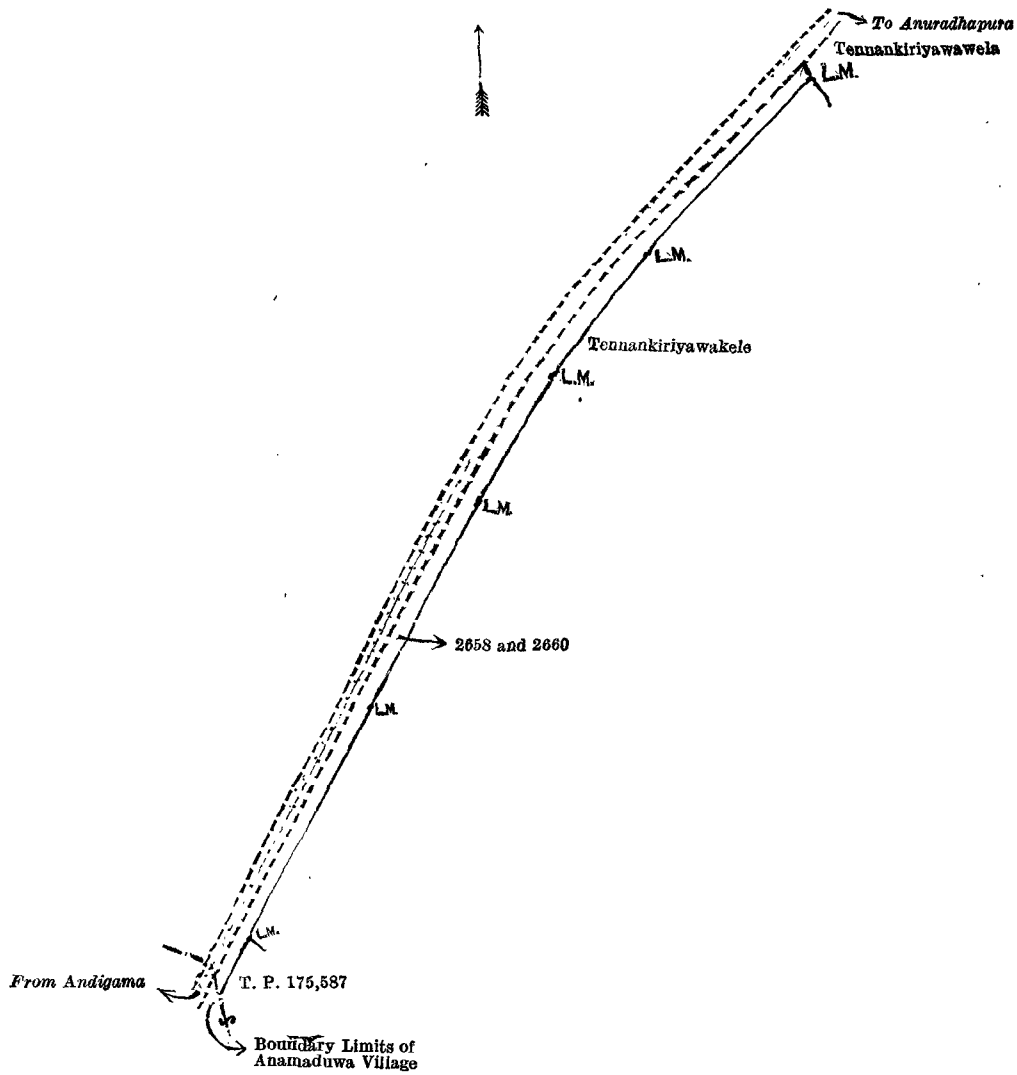 To Anuradhapura
Tennankiriyawawela
L.M.
L.M.
Tennankiriyawakele
L.M.
L.M.
2658 and 2660
L.M.
L.M.
From Andigama
T. P. 175,587
Boundary Limits of
Anamaduwa Village